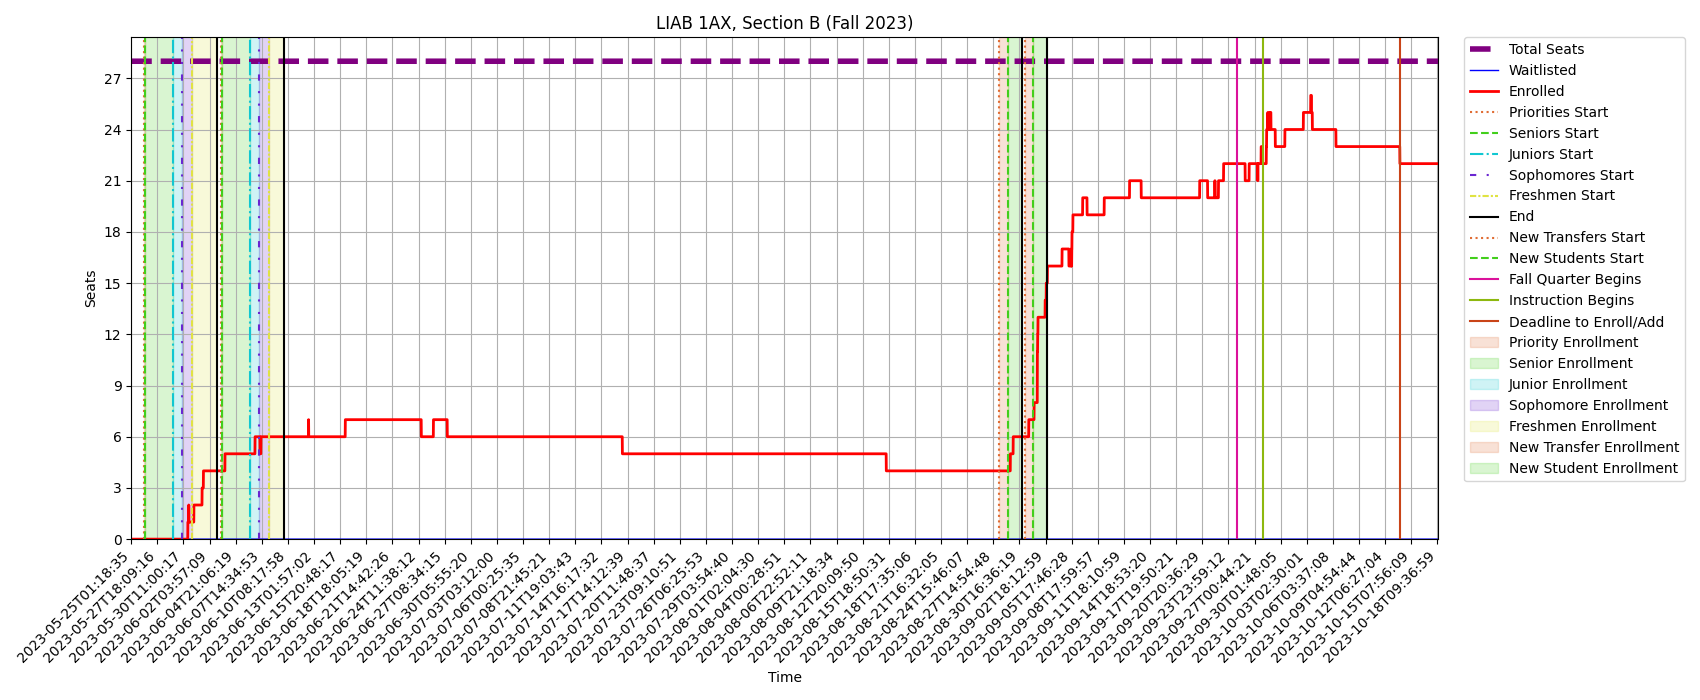 LIAB 1AX, Section B (Fall 2023)
Total Seats
Waitlisted
Enrolled
Priorities Start
Seniors Start
Juniors Start
Sophomores Start
Freshmen Start
End
New Transfers Start
New Students Start
Fall Quarter Begins
Instruction Begins
Deadline to Enroll/Add
Priority Enrollment
Senior Enrollment
Junior Enrollment
Sophomore Enrollment
Freshmen Enrollment
New Transfer Enrollment
New Student Enrollment
Seats
27
24
21
18
15
12
9
6
3
0
2023-05-25T01:18:35
2023-05-27T18:09:16
2023-05-30T11:00:17
2023-06-02T03:57:09
2023-06-04T21:06:19
2023-06-07T14:34:53
2023-06-10T08:17:58
2023-06-13T01:57:02
2023-06-15T20:48:17
2023-06-18T18:05:19
2023-06-21T14:42:26
2023-06-24T11:38:12
2023-06-27T08:34:15
2023-06-30T05:55:20
2023-07-03T03:12:00
2023-07-06T00:25:35
2023-07-08T21:45:21
2023-07-11T19:03:43
2023-07-14T16:17:32
2023-07-17T14:12:39
2023-07-20T11:48:37
2023-07-23T09:10:51
2023-07-26T06:25:53
2023-07-29T03:54:40
2023-08-01T02:04:30
2023-08-04T00:28:51
2023-08-06T22:52:11
2023-08-09T21:18:34
2023-08-12T20:09:50
2023-08-15T18:50:31
2023-08-18T17:35:06
2023-08-21T16:32:05
2023-08-24T15:46:07
2023-08-27T14:54:48
2023-08-30T16:36:19
2023-09-02T18:12:59
2023-09-05T17:46:28
2023-09-08T17:59:57
2023-09-11T18:10:59
2023-09-14T18:53:20
2023-09-17T19:50:21
2023-09-20T20:36:29
2023-09-23T23:59:12
2023-09-27T00:44:21
2023-09-30T01:48:05
2023-10-03T02:30:01
2023-10-06T03:37:08
2023-10-09T04:54:44
2023-10-12T06:27:04
2023-10-15T07:56:09
2023-10-18T09:36:59
Time